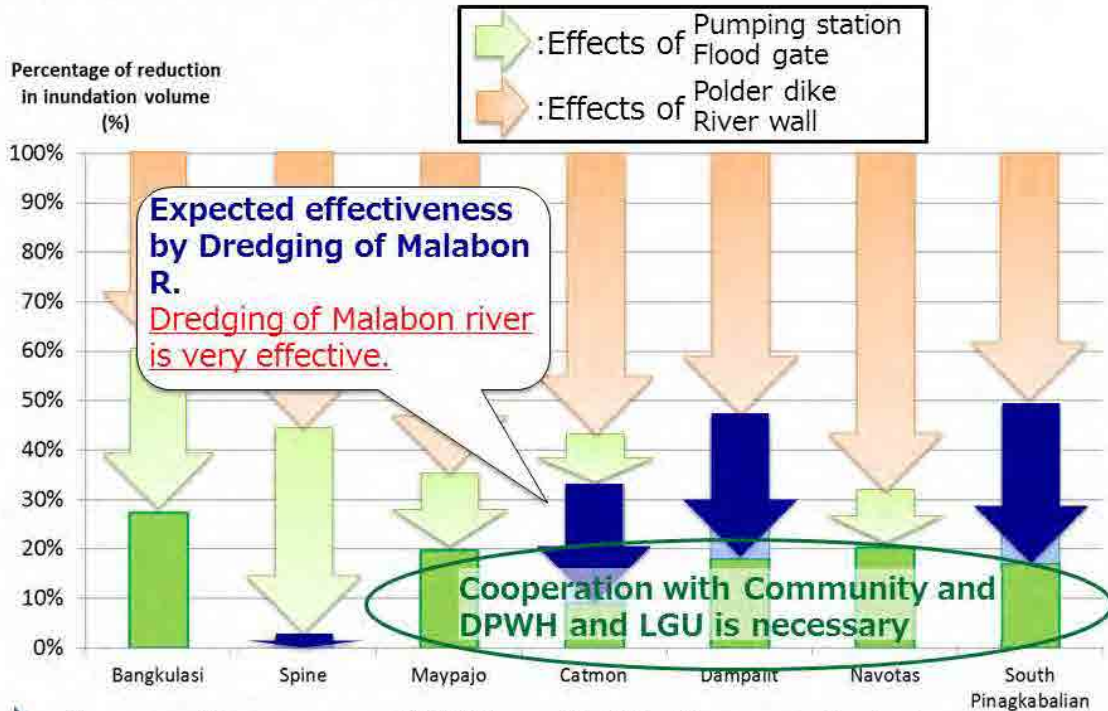 :Effects of Pumping station
Flood gate
:Effects of Polder dike
River wall
Percentage of reduction
in inundation volume
(%)
100%
90%
80%
70%
60%
50%
40%
30%
20%
10%
0%
Expected effectiveness
by Dredging of Malabon
R.
Dredging of Malabon river
is very effective.
Cooperation with Community and
DPWH and LGU is necessary
Bangkulasi Spine Maypajo Catmon Dampalit Navotas South
Pinagkabalian